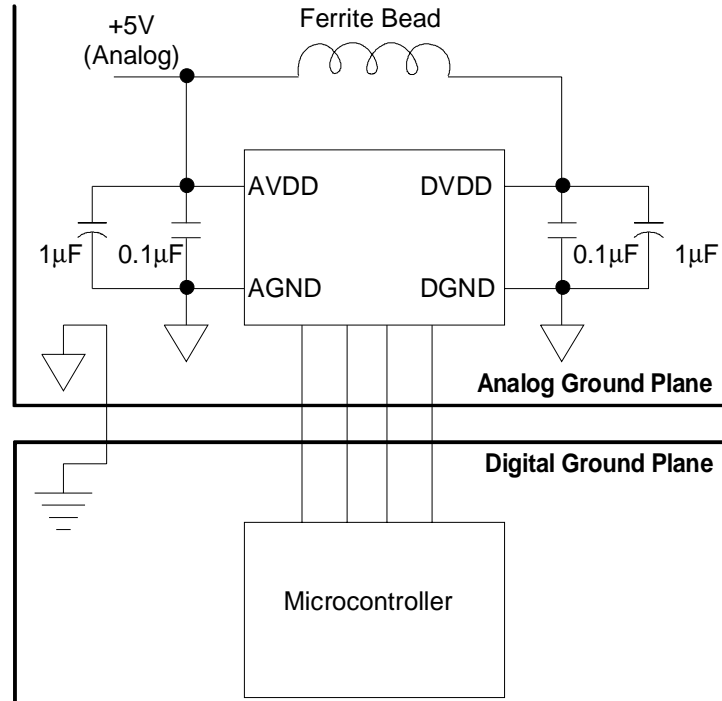 Ferrite Bead
+5V
(Analog)
AVDD
DVDD
1μF
0.1μF
0.1μF
1μF
AGND
DGND
Analog Ground Plane
Digital Ground Plane
Microcontroller